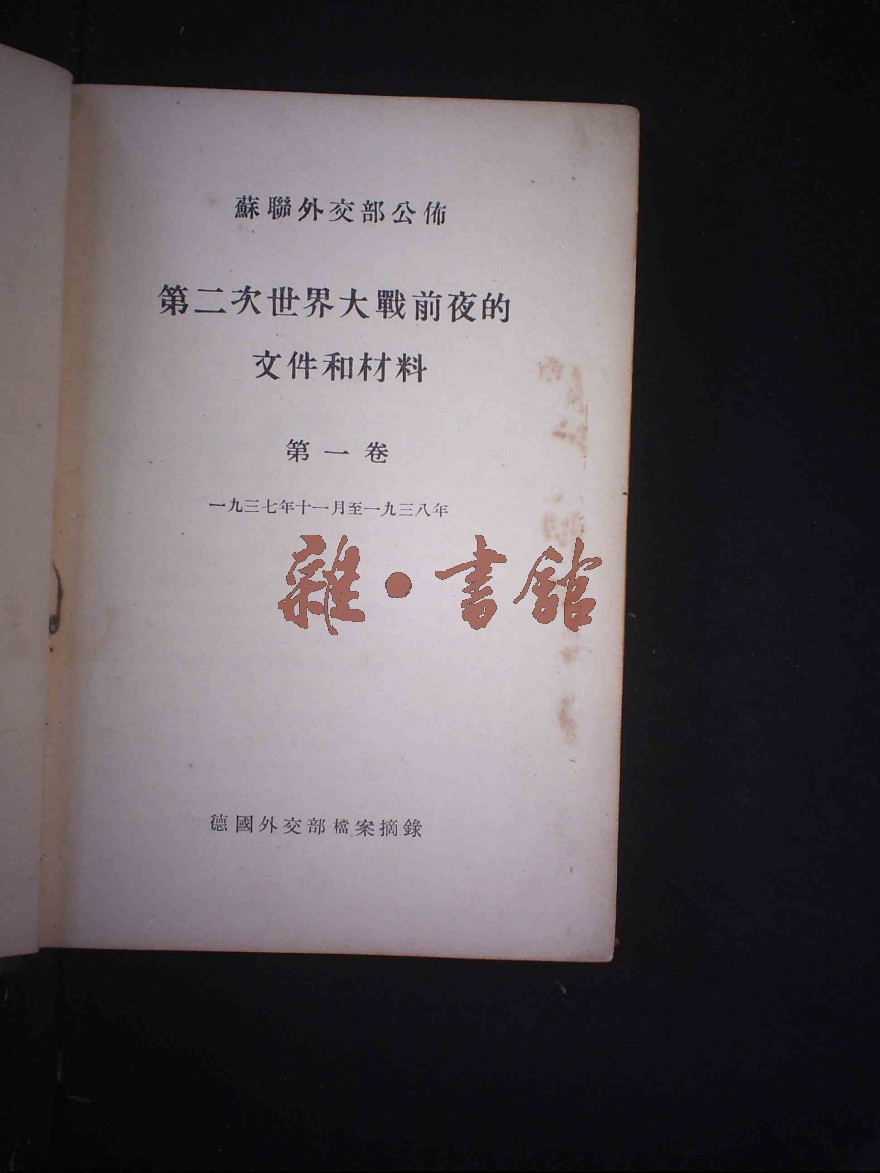 蘇聯外交部公佈
第二次世界大戰前夜的
文件和材料
第一卷
一九三七年十一月至一九三八年
雜·書館
德國外交部檔案摘錄